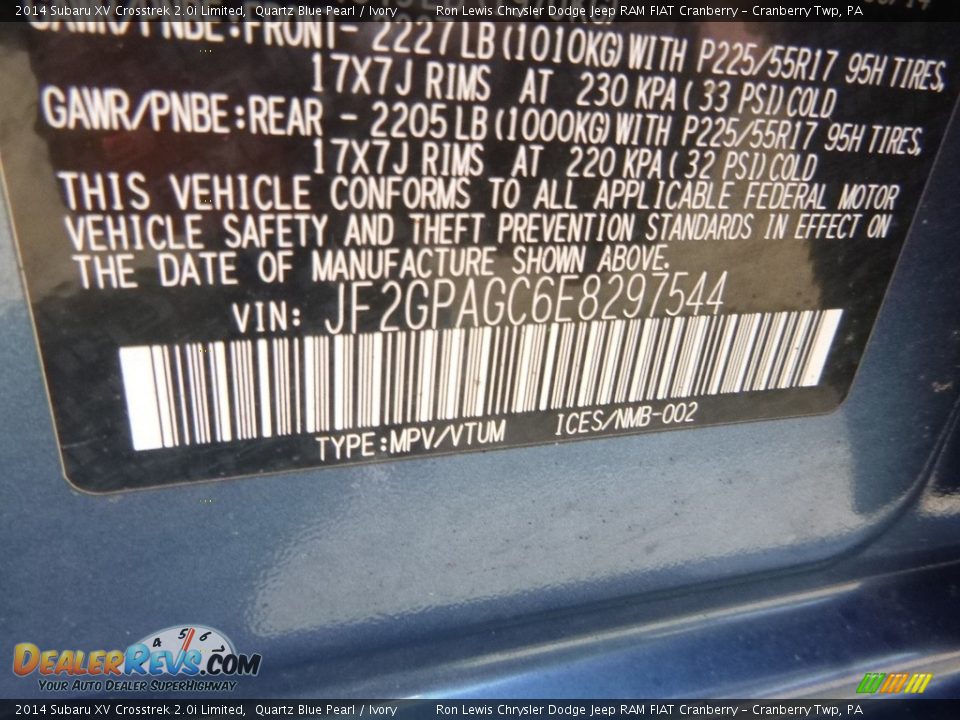 2014 Subaru XV Crosstrek 2.0i Limited, Quartz Blue Pearl / Ivory Ron Lewis Chrysler Dodge Jeep RAM FIAT Cranberry - Cranberry Twp, PA
GAWR/PNBE:FRONT- 2227 LB (1010KG) WITH P225/55R17 95H TIRES,
17X7J RIMS AT 230 KPA ( 33 PSI) COLD
GAWR/PNBE:REAR - 2205 LB (1000KG) WITH P225/55R17 95H TIRES,
17X7J RIMS AT 220 KPA ( 32 PSI) COLD
THIS VEHICLE CONFORMS TO ALL APPLICABLE FEDERAL MOTOR
VEHICLE SAFETY AND THEFT PREVENTION STANDARDS IN EFFECT ON
THE DATE OF MANUFACTURE SHOWN ABOVE.
VIN: JF2GPAGC6E8297544
TYPE:MPV/VTUM ICES/NMB-002
4 5 6
DealerRevs.com
Your Auto Dealer SuperHighway
2014 Subaru XV Crosstrek 2.0i Limited, Quartz Blue Pearl / Ivory Ron Lewis Chrysler Dodge Jeep RAM FIAT Cranberry - Cranberry Twp, PA